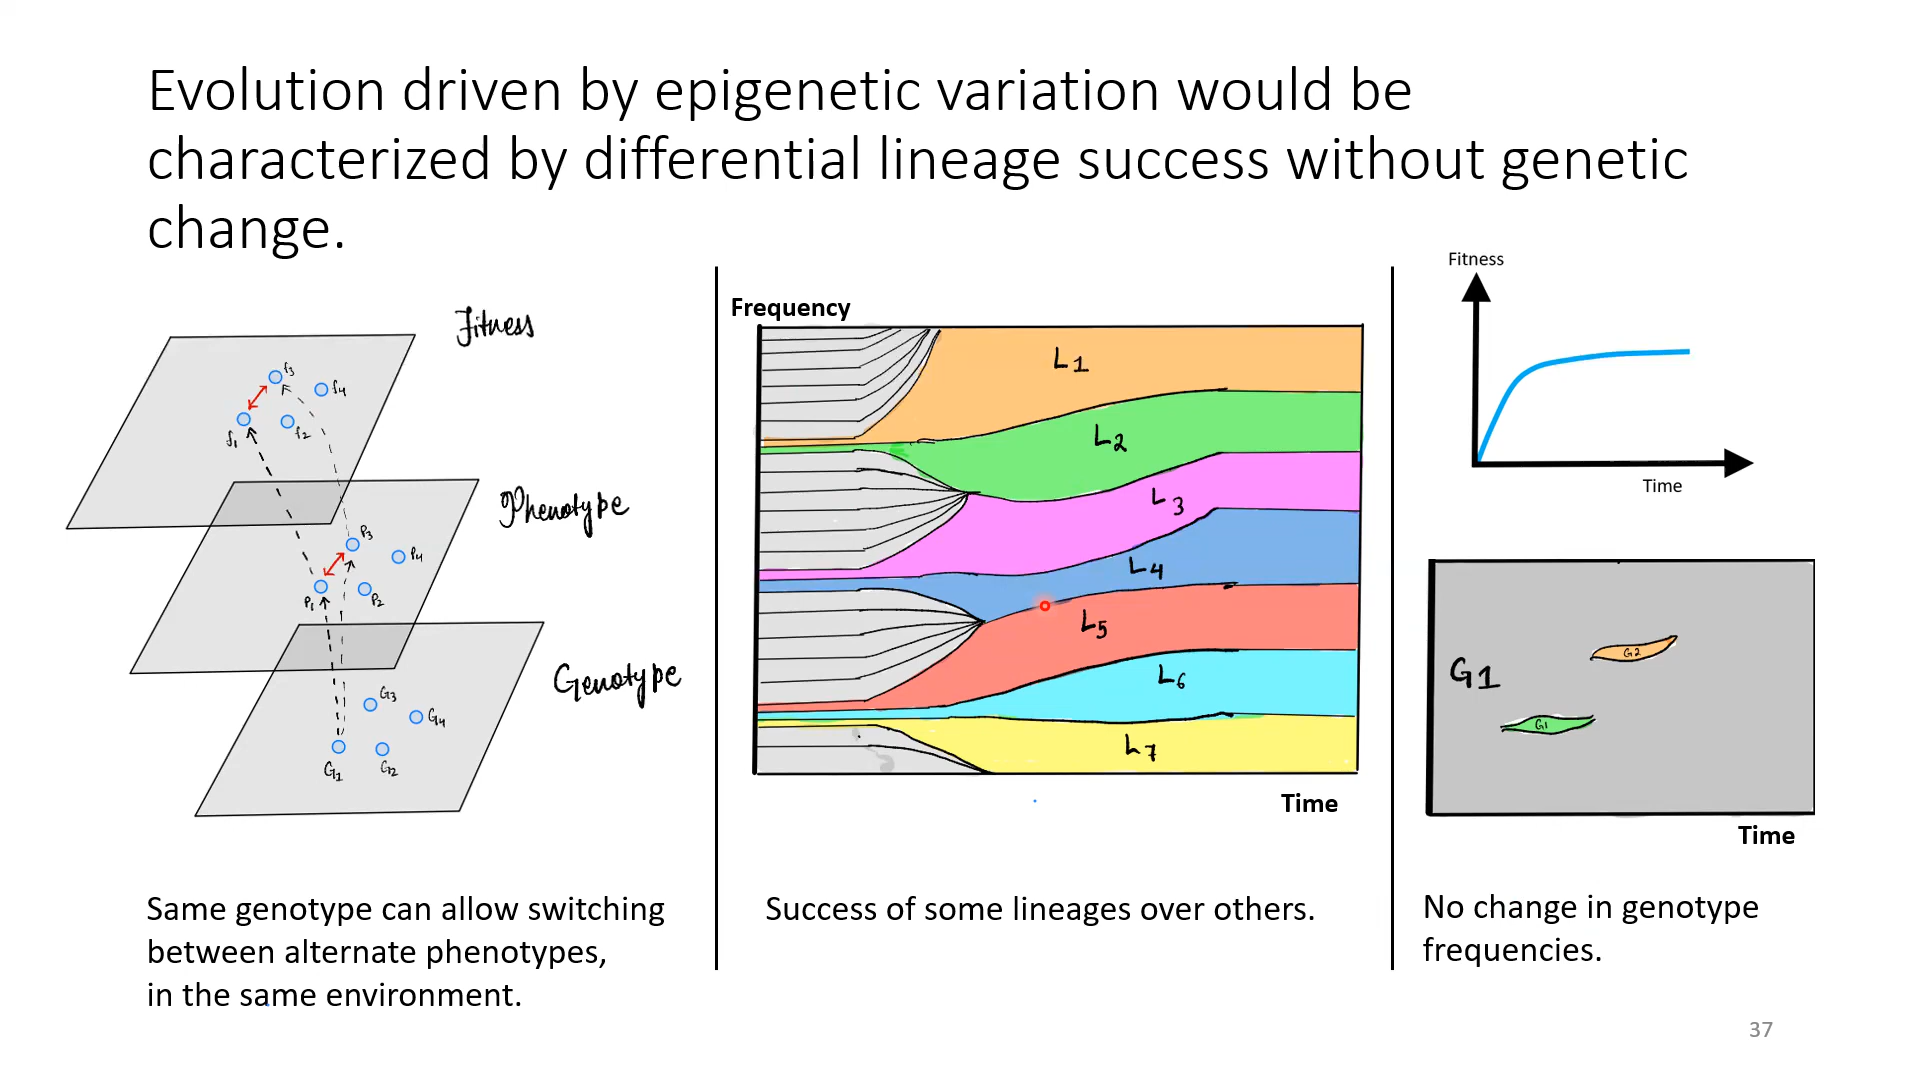 Evolution driven by epigenetic variation would be
characterized by differential lineage success without genetic
change.
Fitness
f3
f4
f1
f2
Phenotype
P3
P4
P1
P2
Genotype
G3
G4
G1
G2
Same genotype can allow switching
between alternate phenotypes,
in the same environment.
Frequency
L1
L2
L3
L4
L5
L6
L7
Time
Success of some lineages over others.
Fitness
Time
G2
G1
G1
Time
No change in genotype
frequencies.
37